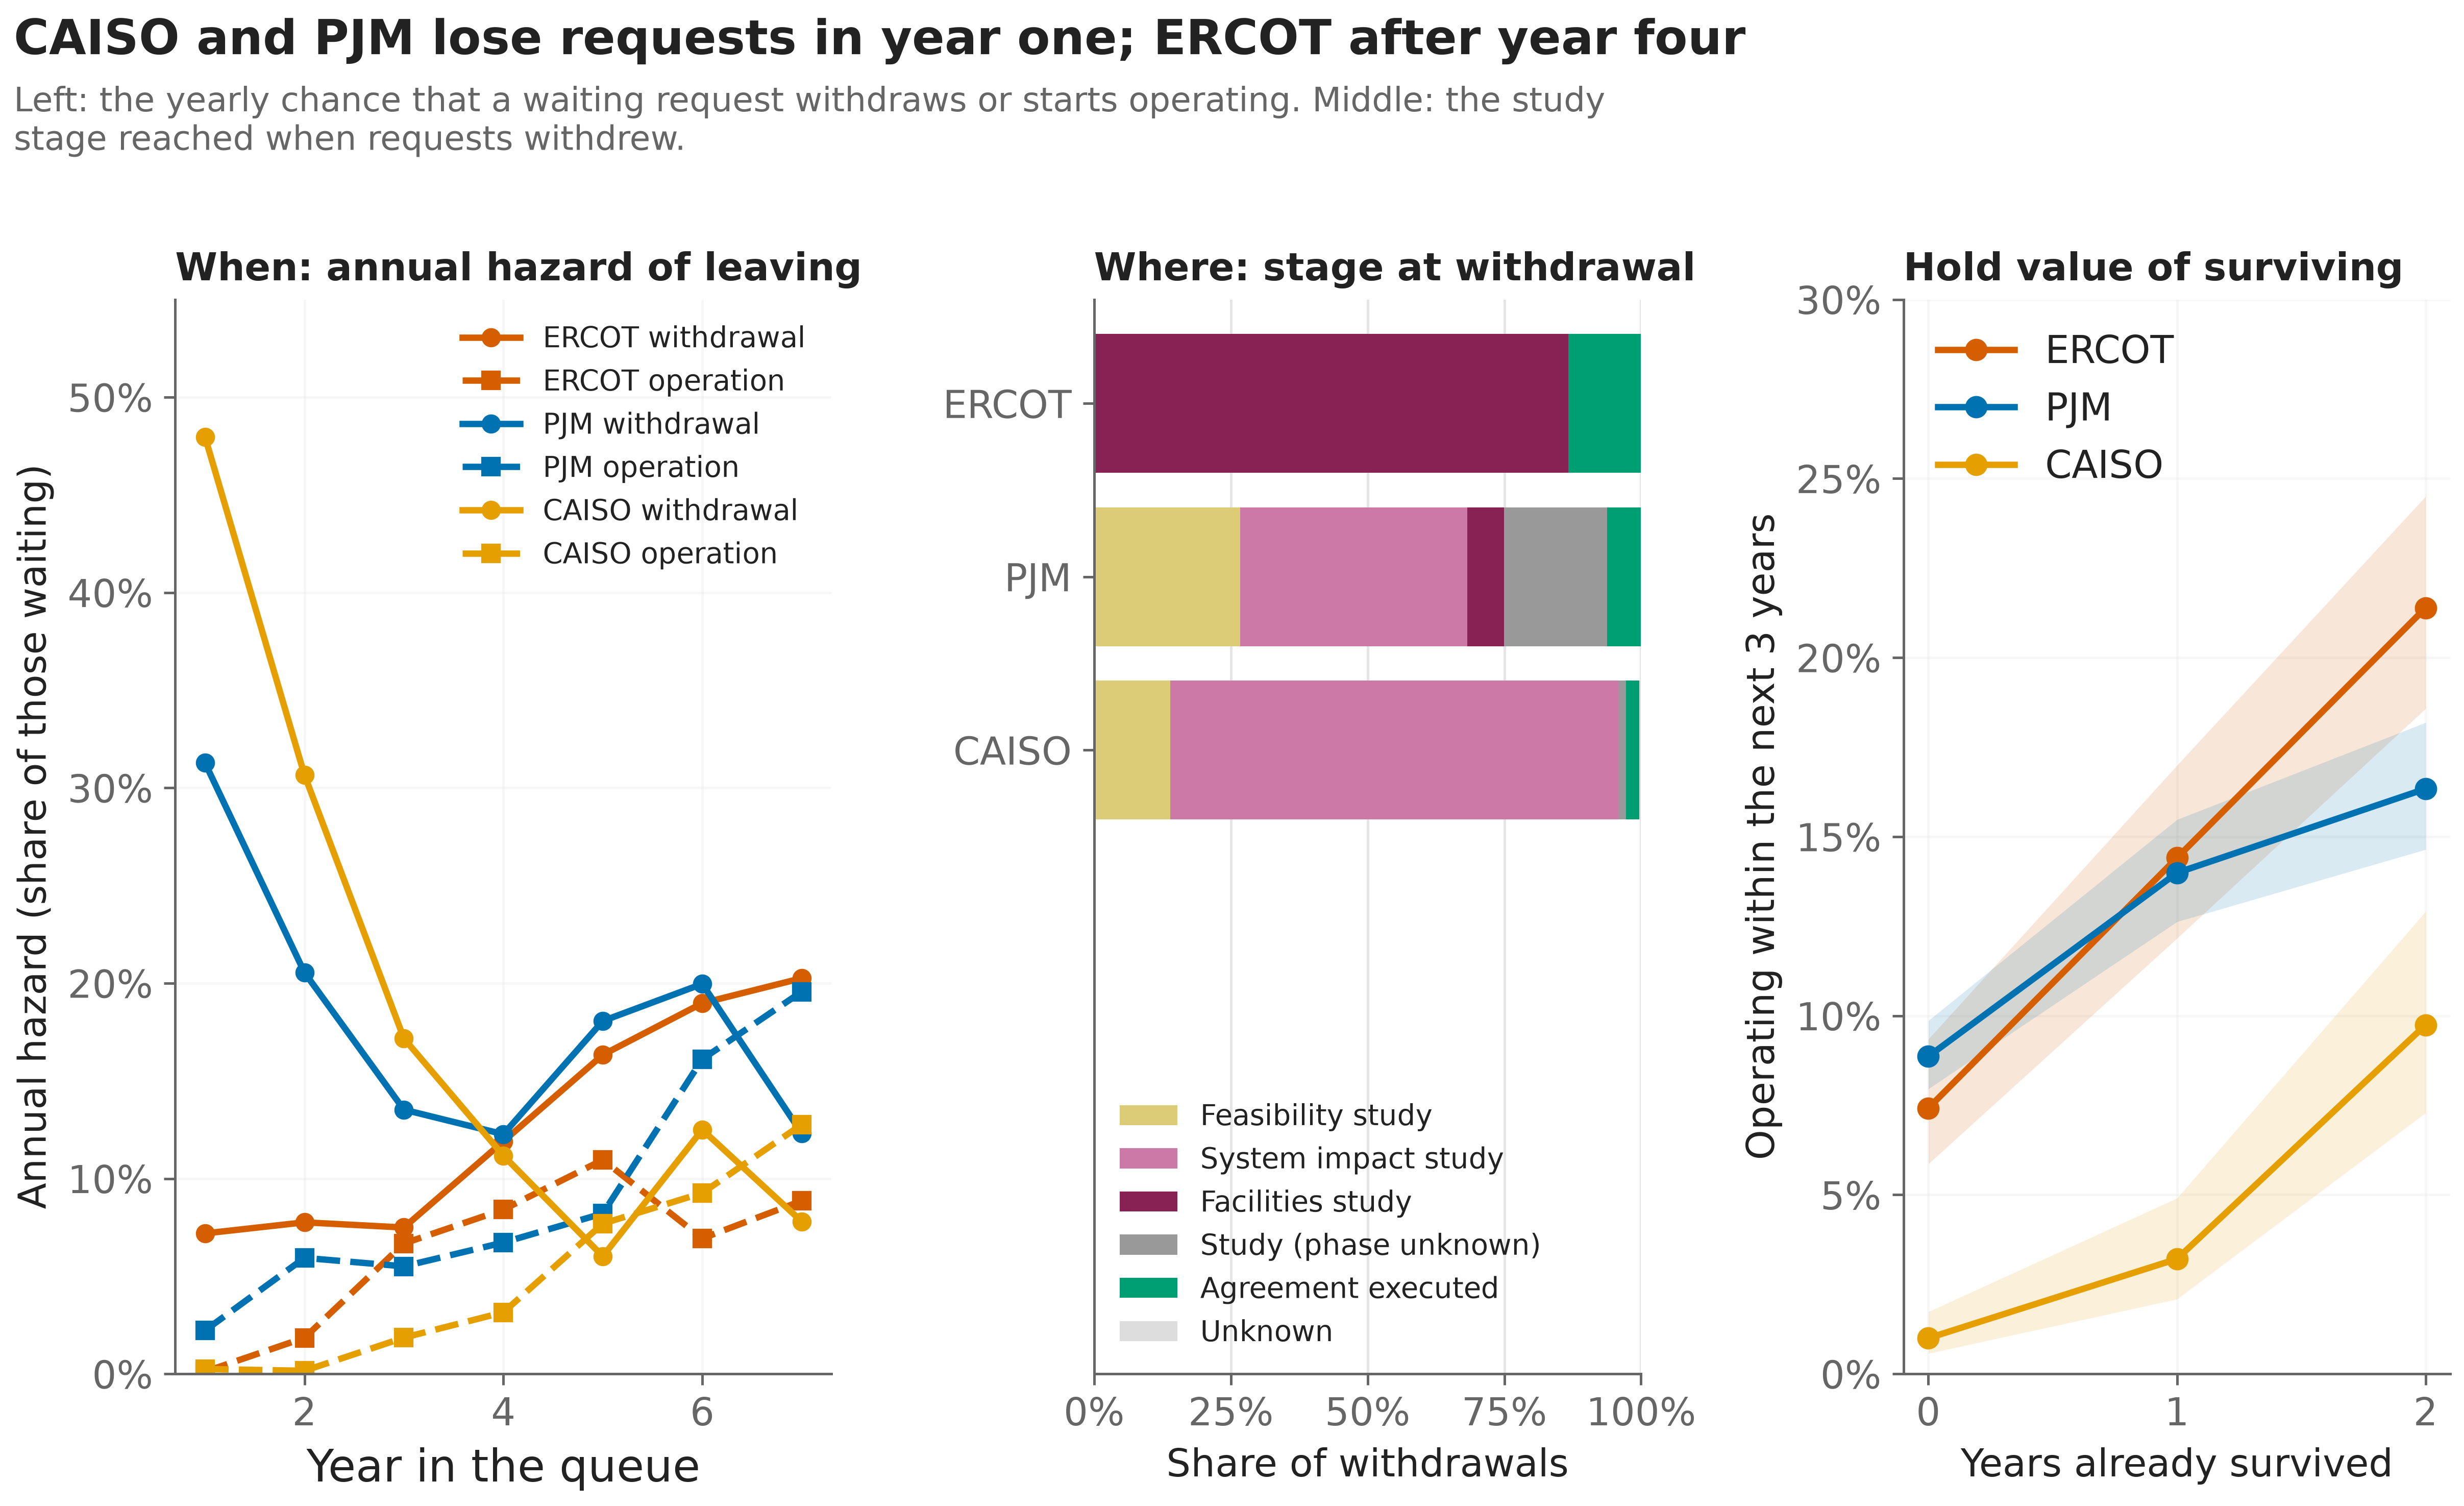 CAISO and PJM lose requests in year one; ERCOT after year four
Left: the yearly chance that a waiting request withdraws or starts operating. Middle: the study
stage reached when requests withdrew.
When: annual hazard of leaving
Annual hazard (share of those waiting)
50%
40%
30%
20%
10%
0%
ERCOT withdrawal
ERCOT operation
PJM withdrawal
PJM operation
CAISO withdrawal
CAISO operation
2
4
6
Year in the queue
Where: stage at withdrawal
ERCOT
PJM
CAISO
Feasibility study
System impact study
Facilities study
Study (phase unknown)
Agreement executed
Unknown
0%
25%
50%
75%
100%
Share of withdrawals
Hold value of surviving
Operating within the next 3 years
30%
25%
20%
15%
10%
5%
0%
ERCOT
PJM
CAISO
0
1
2
Years already survived